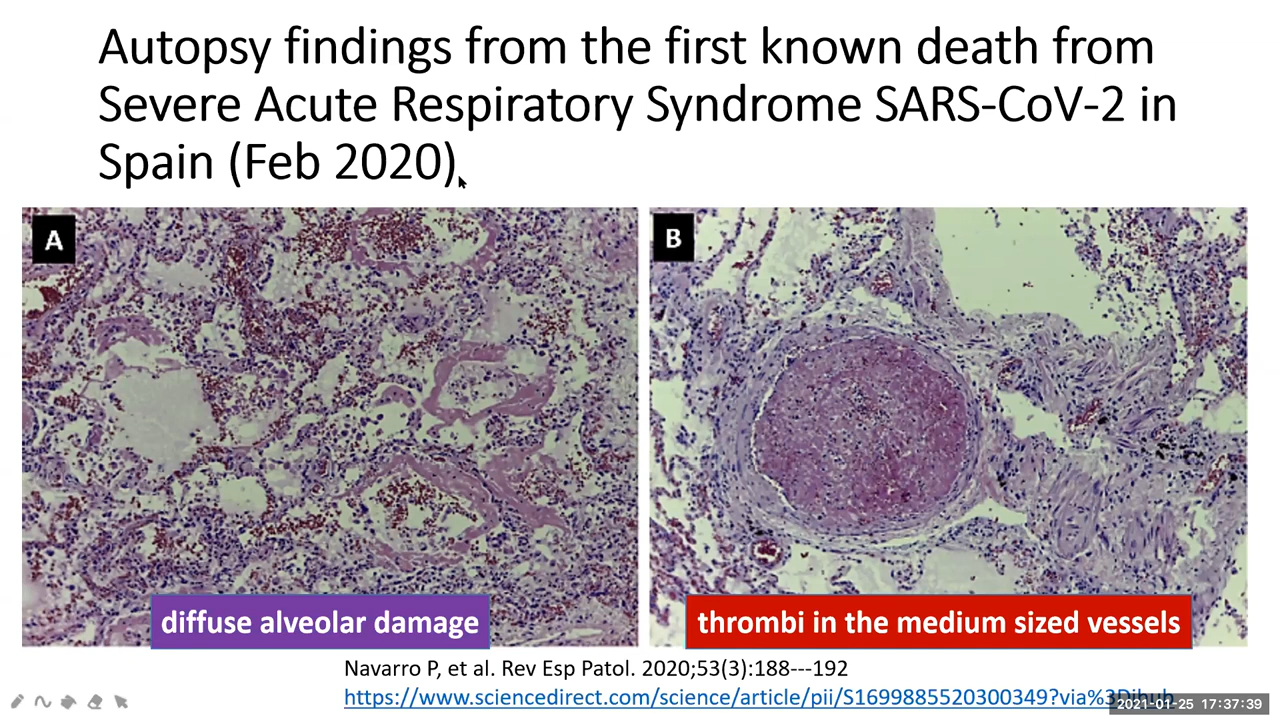 Autopsy findings from the first known death from
Severe Acute Respiratory Syndrome SARS-CoV-2 in
Spain (Feb 2020)
A
B
diffuse alveolar damage
thrombi in the medium sized vessels
Navarro P, et al. Rev Esp Patol. 2020;53(3):188---192
https://www.sciencedirect.com/science/article/pii/S1699885520300349?via%3Dihub
2021-01-25 17:37:39